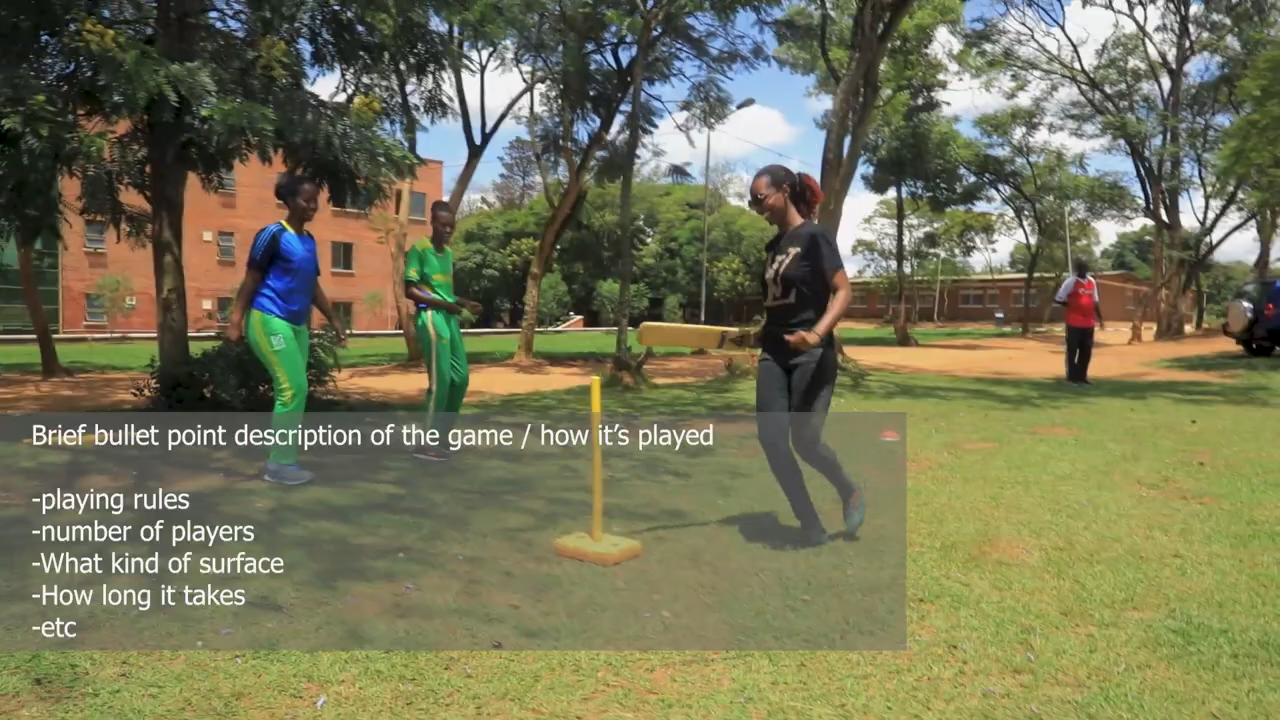 Brief bullet point description of the game / how it's played
-playing rules
-number of players
-What kind of surface
-How long it takes
-etc